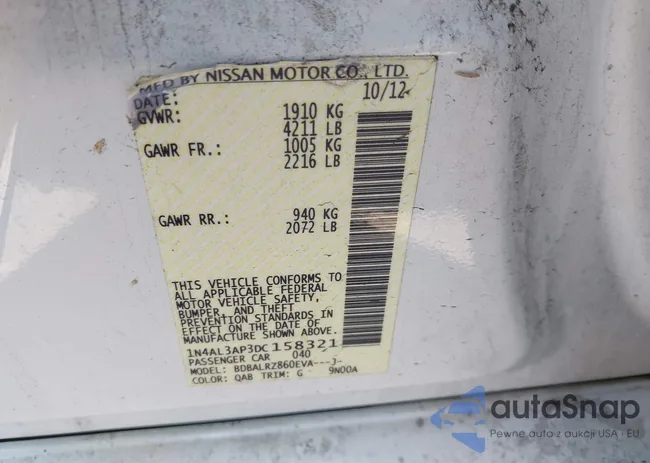 MFD BY NISSAN MOTOR CO., LTD.
DATE: 10/12
GVWR: 1910 KG
4211 LB
GAWR FR.: 1005 KG
2216 LB
GAWR RR.: 940 KG
2072 LB
THIS VEHICLE CONFORMS TO
ALL APPLICABLE FEDERAL
MOTOR VEHICLE SAFETY,
BUMPER, AND THEFT
PREVENTION STANDARDS IN
EFFECT ON THE DATE OF
MANUFACTURE SHOWN ABOVE.
1N4AL3AP3DC158321
PASSENGER CAR 040
MODEL: BDBALRZ860EVA---J-
COLOR: QAB TRIM: G 9N00A
autaSnap
Pewne auto z aukcji USA i EU